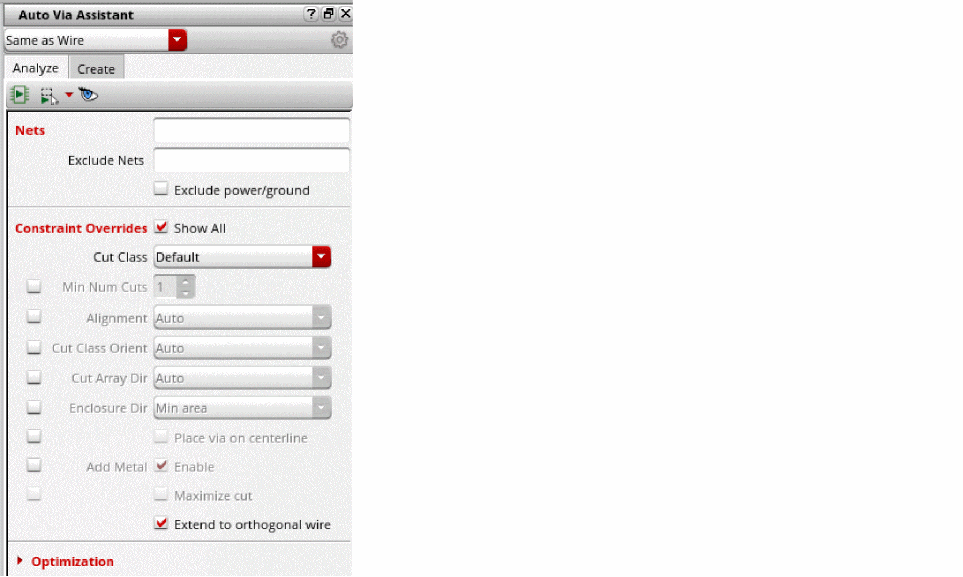 Auto Via Assistant ?
Same as Wire
Analyze Create
Nets
Exclude Nets
Exclude power/ground
Constraint Overrides Show All
Cut Class Default
Min Num Cuts 1
Alignment Auto
Cut Class Orient Auto
Cut Array Dir Auto
Enclosure Dir Min area
Place via on centerline
Add Metal Enable
Maximize cut
Extend to orthogonal wire
Optimization